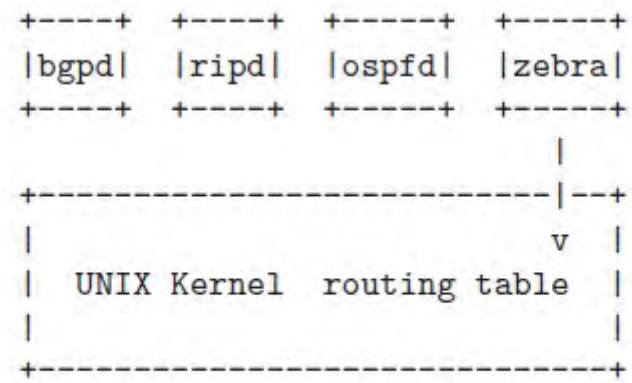 +----+  +----+  +-----+  +-----+
|bgpd|  |ripd|  |ospfd|  |zebra|
+----+  +----+  +-----+  +-----+
                            |
+---------------------------|--+
|                           v  |
|  UNIX Kernel  routing table  |
|                              |
+------------------------------+